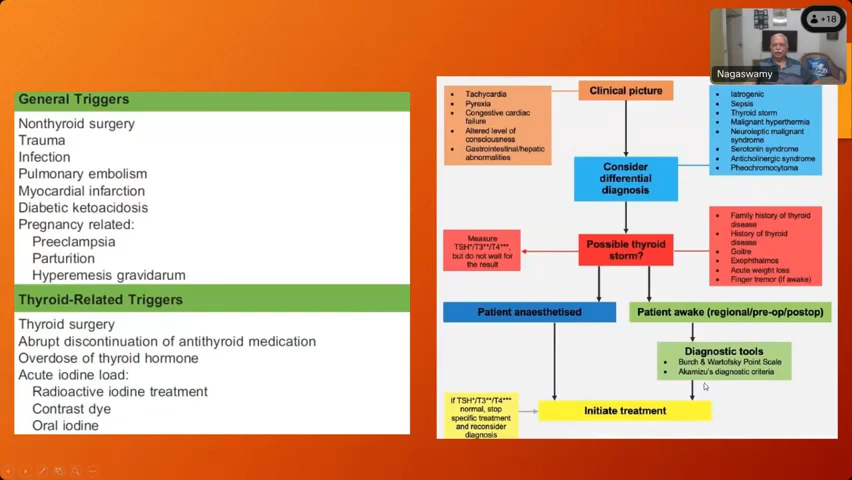 +18
Nagaswamy
General Triggers
Nonthyroid surgery
Trauma
Infection
Pulmonary embolism
Myocardial infarction
Diabetic ketoacidosis
Pregnancy related:
Preeclampsia
Parturition
Hyperemesis gravidarum
Thyroid-Related Triggers
Thyroid surgery
Abrupt discontinuation of antithyroid medication
Overdose of thyroid hormone
Acute iodine load:
Radioactive iodine treatment
Contrast dye
Oral iodine
Clinical picture
• Tachycardia
• Pyrexia
• Congestive cardiac
failure
• Altered level of
consciousness
• Gastrointestinal/hepatic
abnormalities
• Iatrogenic
• Sepsis
• Thyroid storm
• Malignant hyperthermia
• Neuroleptic malignant
syndrome
• Serotonin syndrome
• Anticholinergic syndrome
• Pheochromcytoma
Consider
differential
diagnosis
Measure
TSH*/T3**/T4***,
but do not wait for
the result
Possible thyroid
storm?
• Family history of thyroid
disease
• History of thyroid
disease
• Goitre
• Exophthalmos
• Acute weight loss
• Finger tremor (if awake)
Patient anaesthetised
Patient awake (regional/pre-op/postop)
Diagnostic tools
• Burch & Wartofsky Point Scale
• Akamizu's diagnostic criteria
If TSH*/T3**/T4***
normal, stop
specific treatment
and reconsider
diagnosis
Initiate treatment